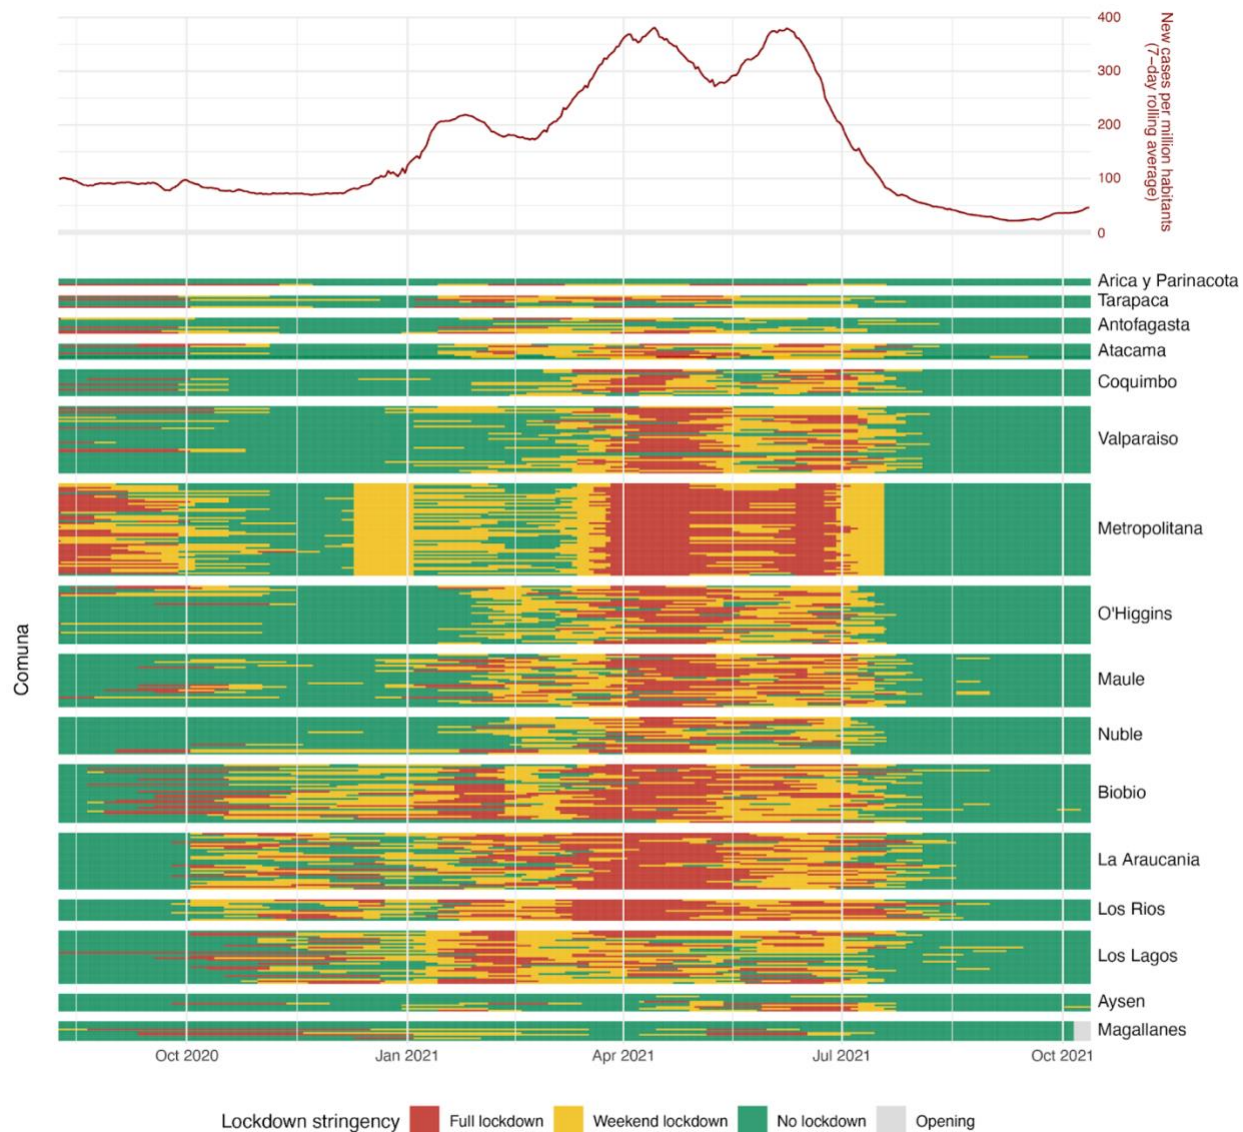 400
300
200
100
0
New cases per million habitants
(7-day rolling average)
Arica y Parinacota
Tarapaca
Antofagasta
Atacama
Coquimbo
Valparaiso
Metropolitana
O'Higgins
Maule
Nuble
Biobio
La Araucania
Los Rios
Los Lagos
Aysen
Magallanes
Comuna
Oct 2020 Jan 2021 Apr 2021 Jul 2021 Oct 2021
Lockdown stringency Full lockdown Weekend lockdown No lockdown Opening